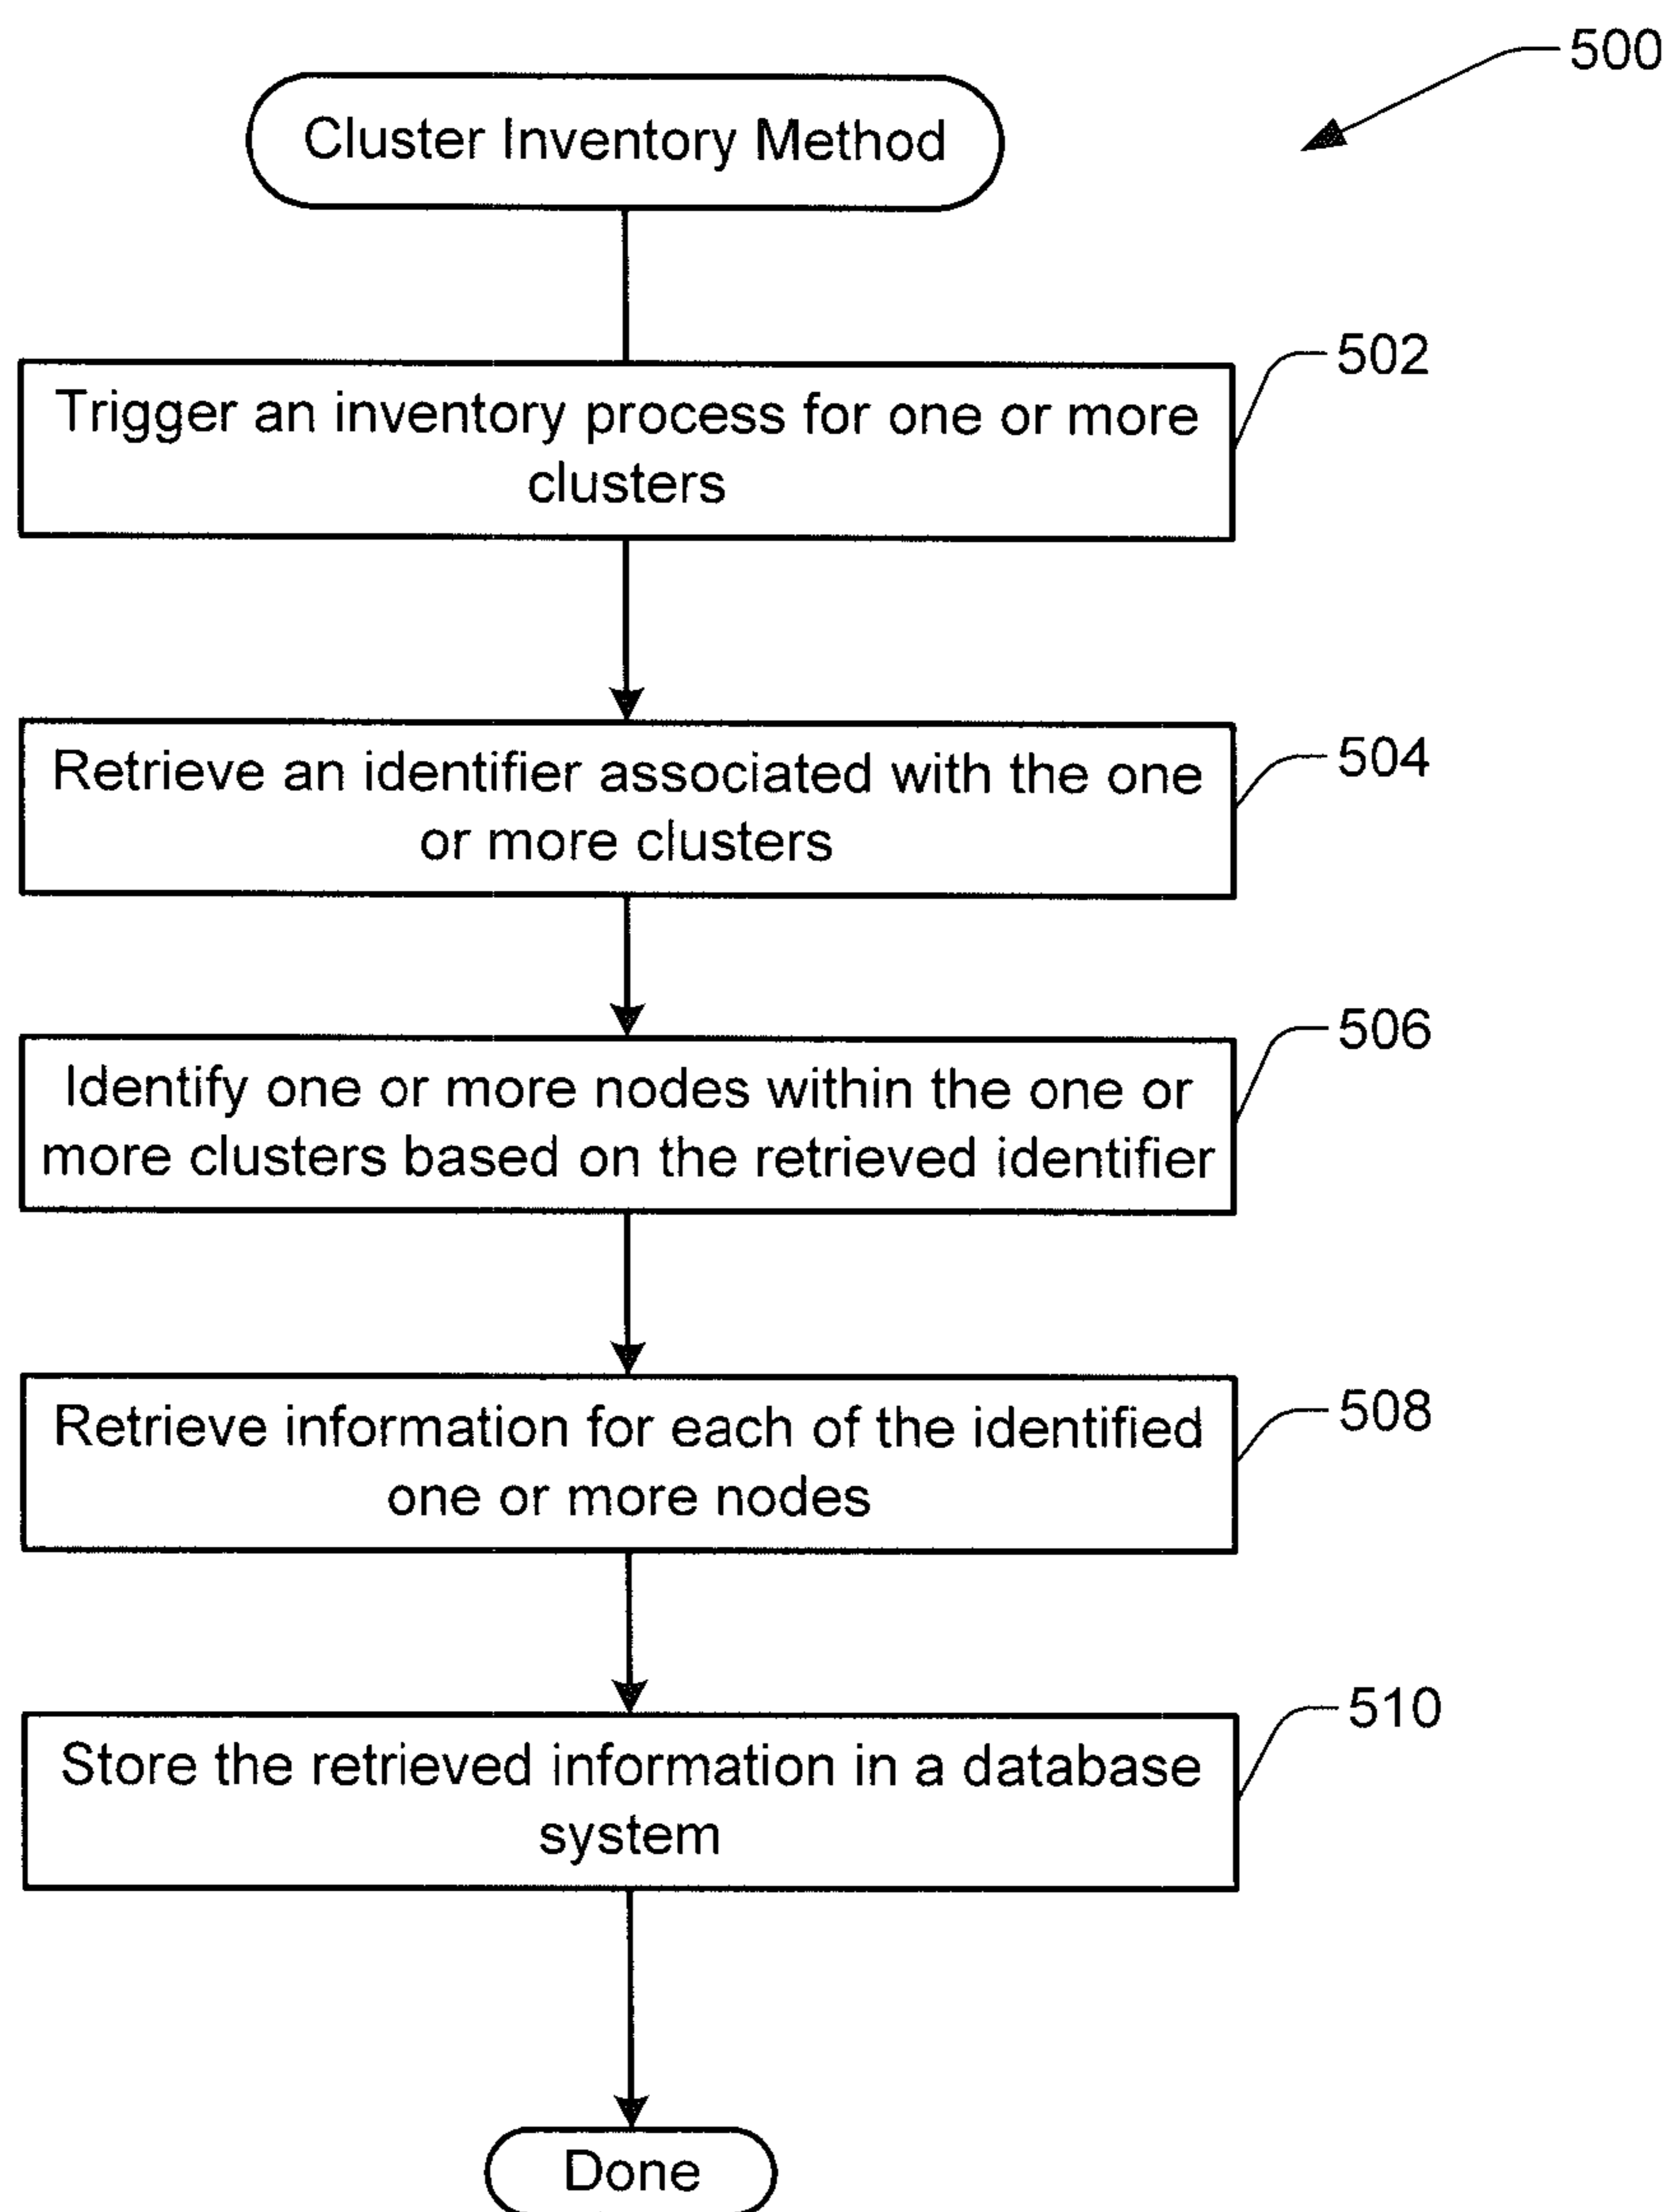 500
Cluster Inventory Method
502
Trigger an inventory process for one or more
clusters
504
Retrieve an identifier associated with the one
or more clusters
506
Identify one or more nodes within the one or
more clusters based on the retrieved identifier
508
Retrieve information for each of the identified
one or more nodes
510
Store the retrieved information in a database
system
Done